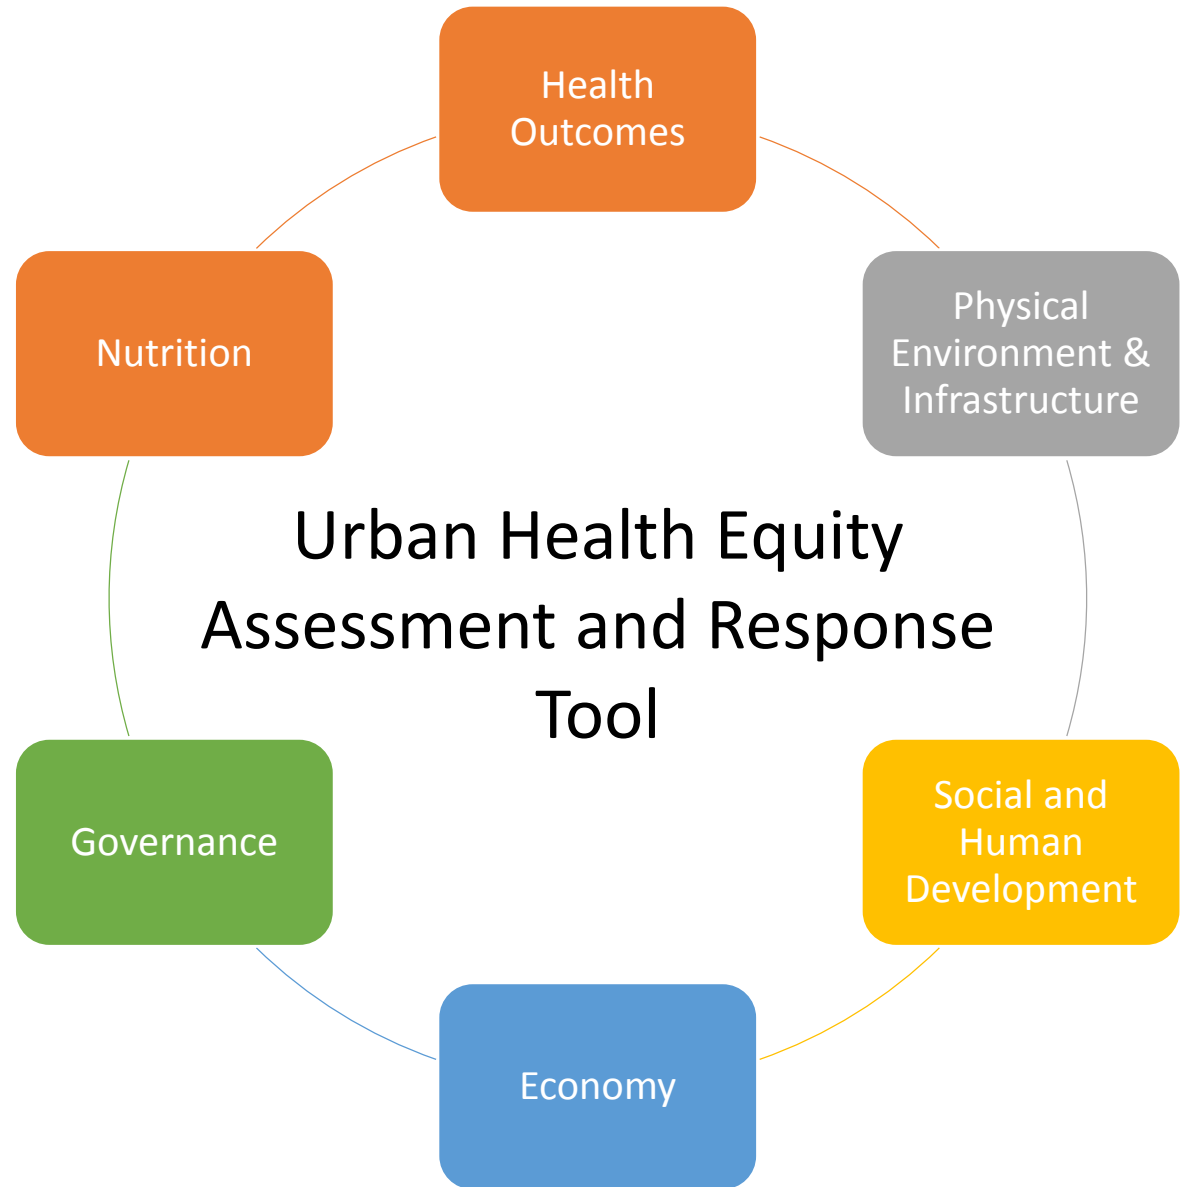 Health
Outcomes
Physical
Environment &
Infrastructure
Social and
Human
Development
Economy
Governance
Nutrition
Urban Health Equity
Assessment and Response
Tool